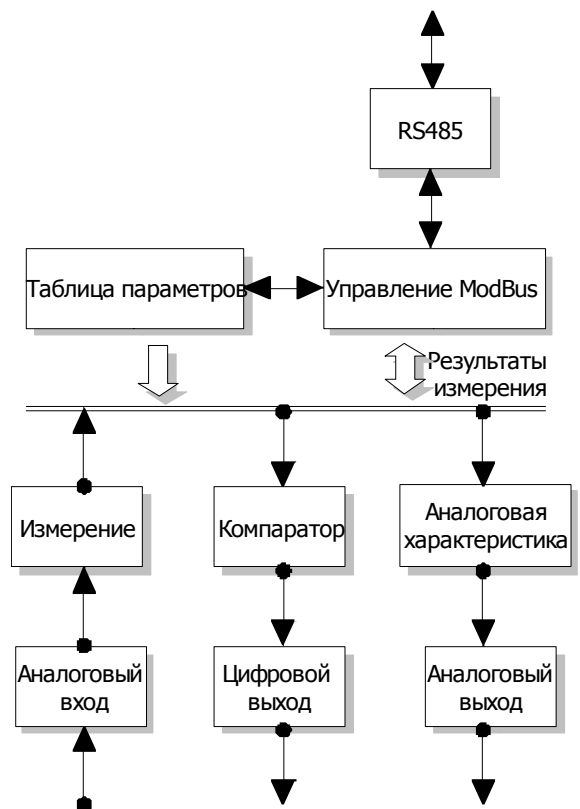 RS485
Таблица параметров
Управление ModBus
Результаты
измерения
Измерение
Компаратор
Аналоговая
характеристика
Аналоговый
вход
Цифровой
выход
Аналоговый
выход